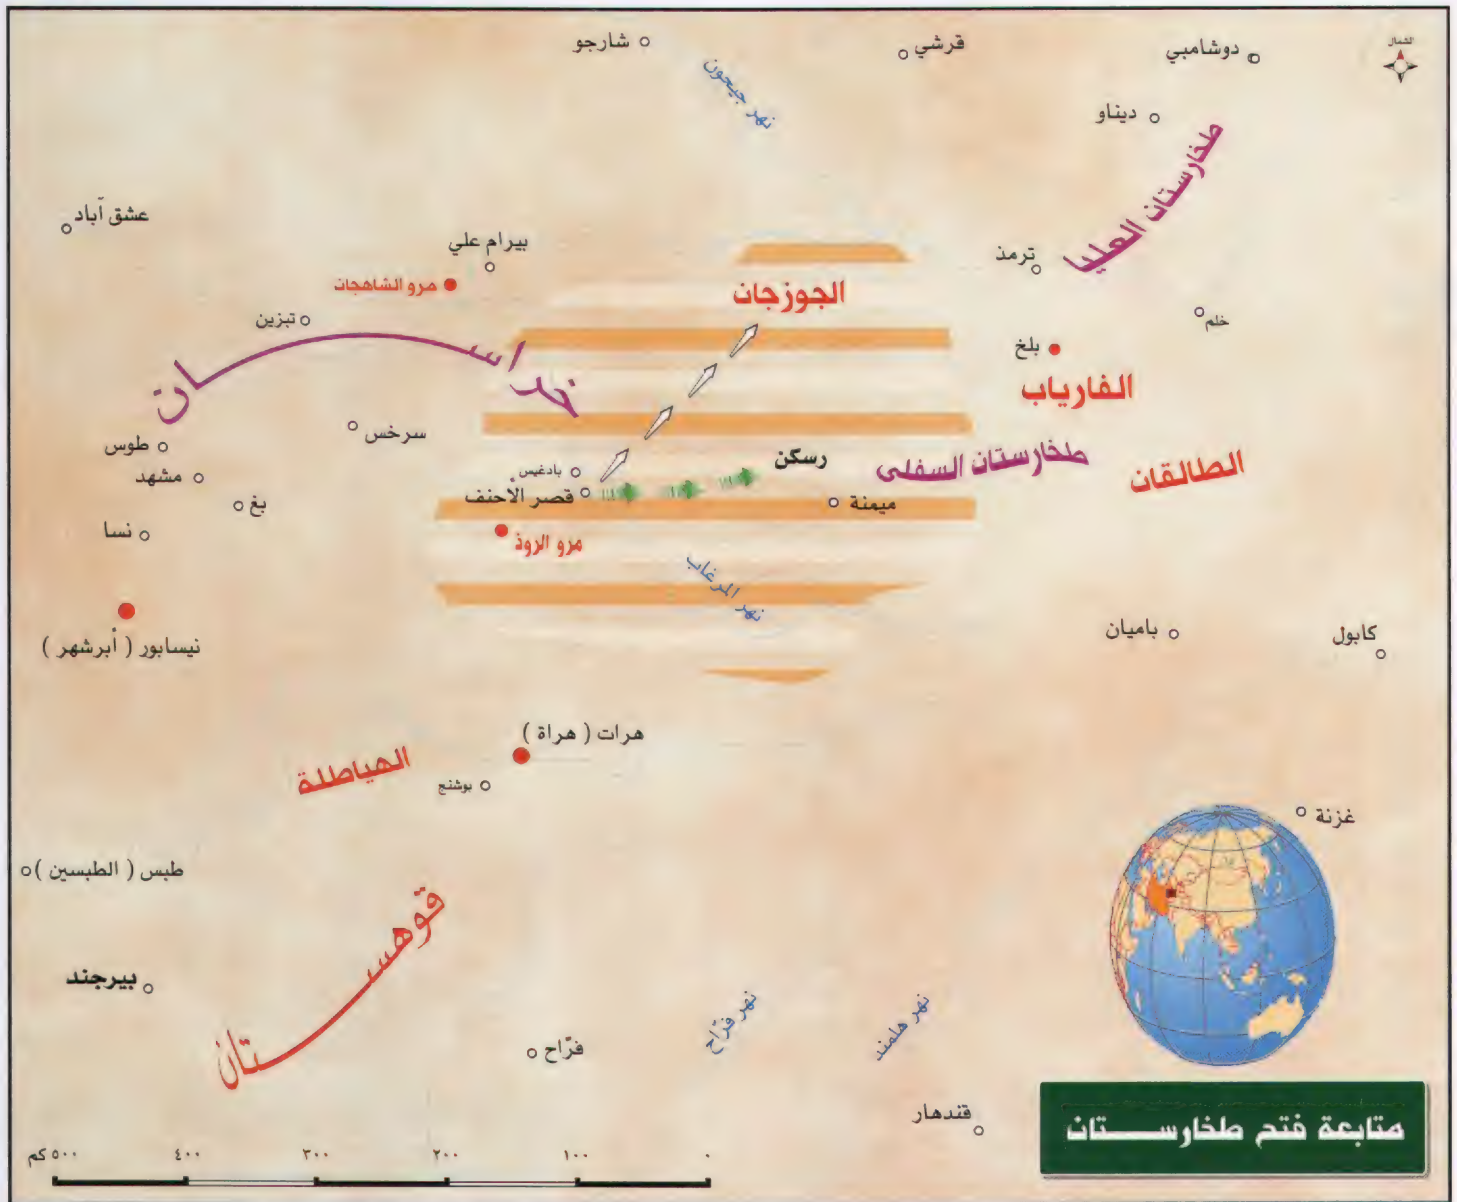 الشمال
دوشامبي
قرشي
شارجو
نهر جيحون
ديناو
طخارستان العليا
عشق آباد
بيرام علي
ترمذ
مرو الشاهجان
الجوزجان
خلم
تبزين
بلخ
خراسان
الفارياب
سرخس
طوس
رسكن
طخارستان السفلى
الطالقان
بادغيس
مشهد
قصر الأحنف
ميمنة
بغ
نسا
مرو الروذ
نهر المرغاب
نيسابور ( أبرشهر )
باميان
كابول
هرات ( هراة )
الهياطلة
بوشنج
غزنة
طبس ( الطبسين )
قوهستان
بيرجند
نهر فرّاح
نهر هلمند
فرّاح
قندهار
متابعة فتح طخارستان
٠ ١٠٠ ٢٠٠ ٣٠٠ ٤٠٠ ٥٠٠ كم